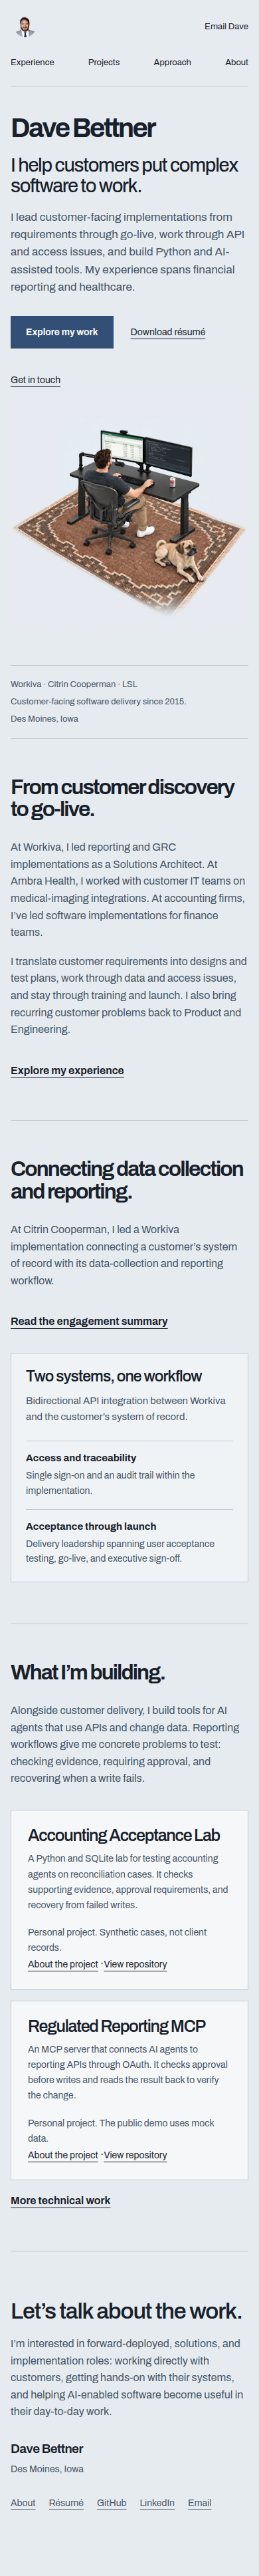 Email Dave
Experience Projects Approach About
Dave Bettner
I help customers put complex
software to work.
I lead customer-facing implementations from
requirements through go-live, work through API
and access issues, and build Python and AI-
assisted tools. My experience spans financial
reporting and healthcare.
Explore my work Download résumé
Get in touch
Workiva · Citrin Cooperman · LSL
Customer-facing software delivery since 2015.
Des Moines, Iowa
From customer discovery
to go-live.
At Workiva, I led reporting and GRC
implementations as a Solutions Architect. At
Ambra Health, I worked with customer IT teams on
medical-imaging integrations. At accounting firms,
I’ve led software implementations for finance
teams.
I translate customer requirements into designs and
test plans, work through data and access issues,
and stay through training and launch. I also bring
recurring customer problems back to Product and
Engineering.
Explore my experience
Connecting data collection
and reporting.
At Citrin Cooperman, I led a Workiva
implementation connecting a customer’s system
of record with its data-collection and reporting
workflow.
Read the engagement summary
Two systems, one workflow
Bidirectional API integration between Workiva
and the customer’s system of record.
Access and traceability
Single sign-on and an audit trail within the
implementation.
Acceptance through launch
Delivery leadership spanning user acceptance
testing, go-live, and executive sign-off.
What I’m building.
Alongside customer delivery, I build tools for AI
agents that use APIs and change data. Reporting
workflows give me concrete problems to test:
checking evidence, requiring approval, and
recovering when a write fails.
Accounting Acceptance Lab
A Python and SQLite lab for testing accounting
agents on reconciliation cases. It checks
supporting evidence, approval requirements, and
recovery from failed writes.
Personal project. Synthetic cases, not client
records.
About the project · View repository
Regulated Reporting MCP
An MCP server that connects AI agents to
reporting APIs through OAuth. It checks approval
before writes and reads the result back to verify
the change.
Personal project. The public demo uses mock
data.
About the project · View repository
More technical work
Let’s talk about the work.
I’m interested in forward-deployed, solutions, and
implementation roles: working directly with
customers, getting hands-on with their systems,
and helping AI-enabled software become useful in
their day-to-day work.
Dave Bettner
Des Moines, Iowa
About Résumé GitHub LinkedIn Email